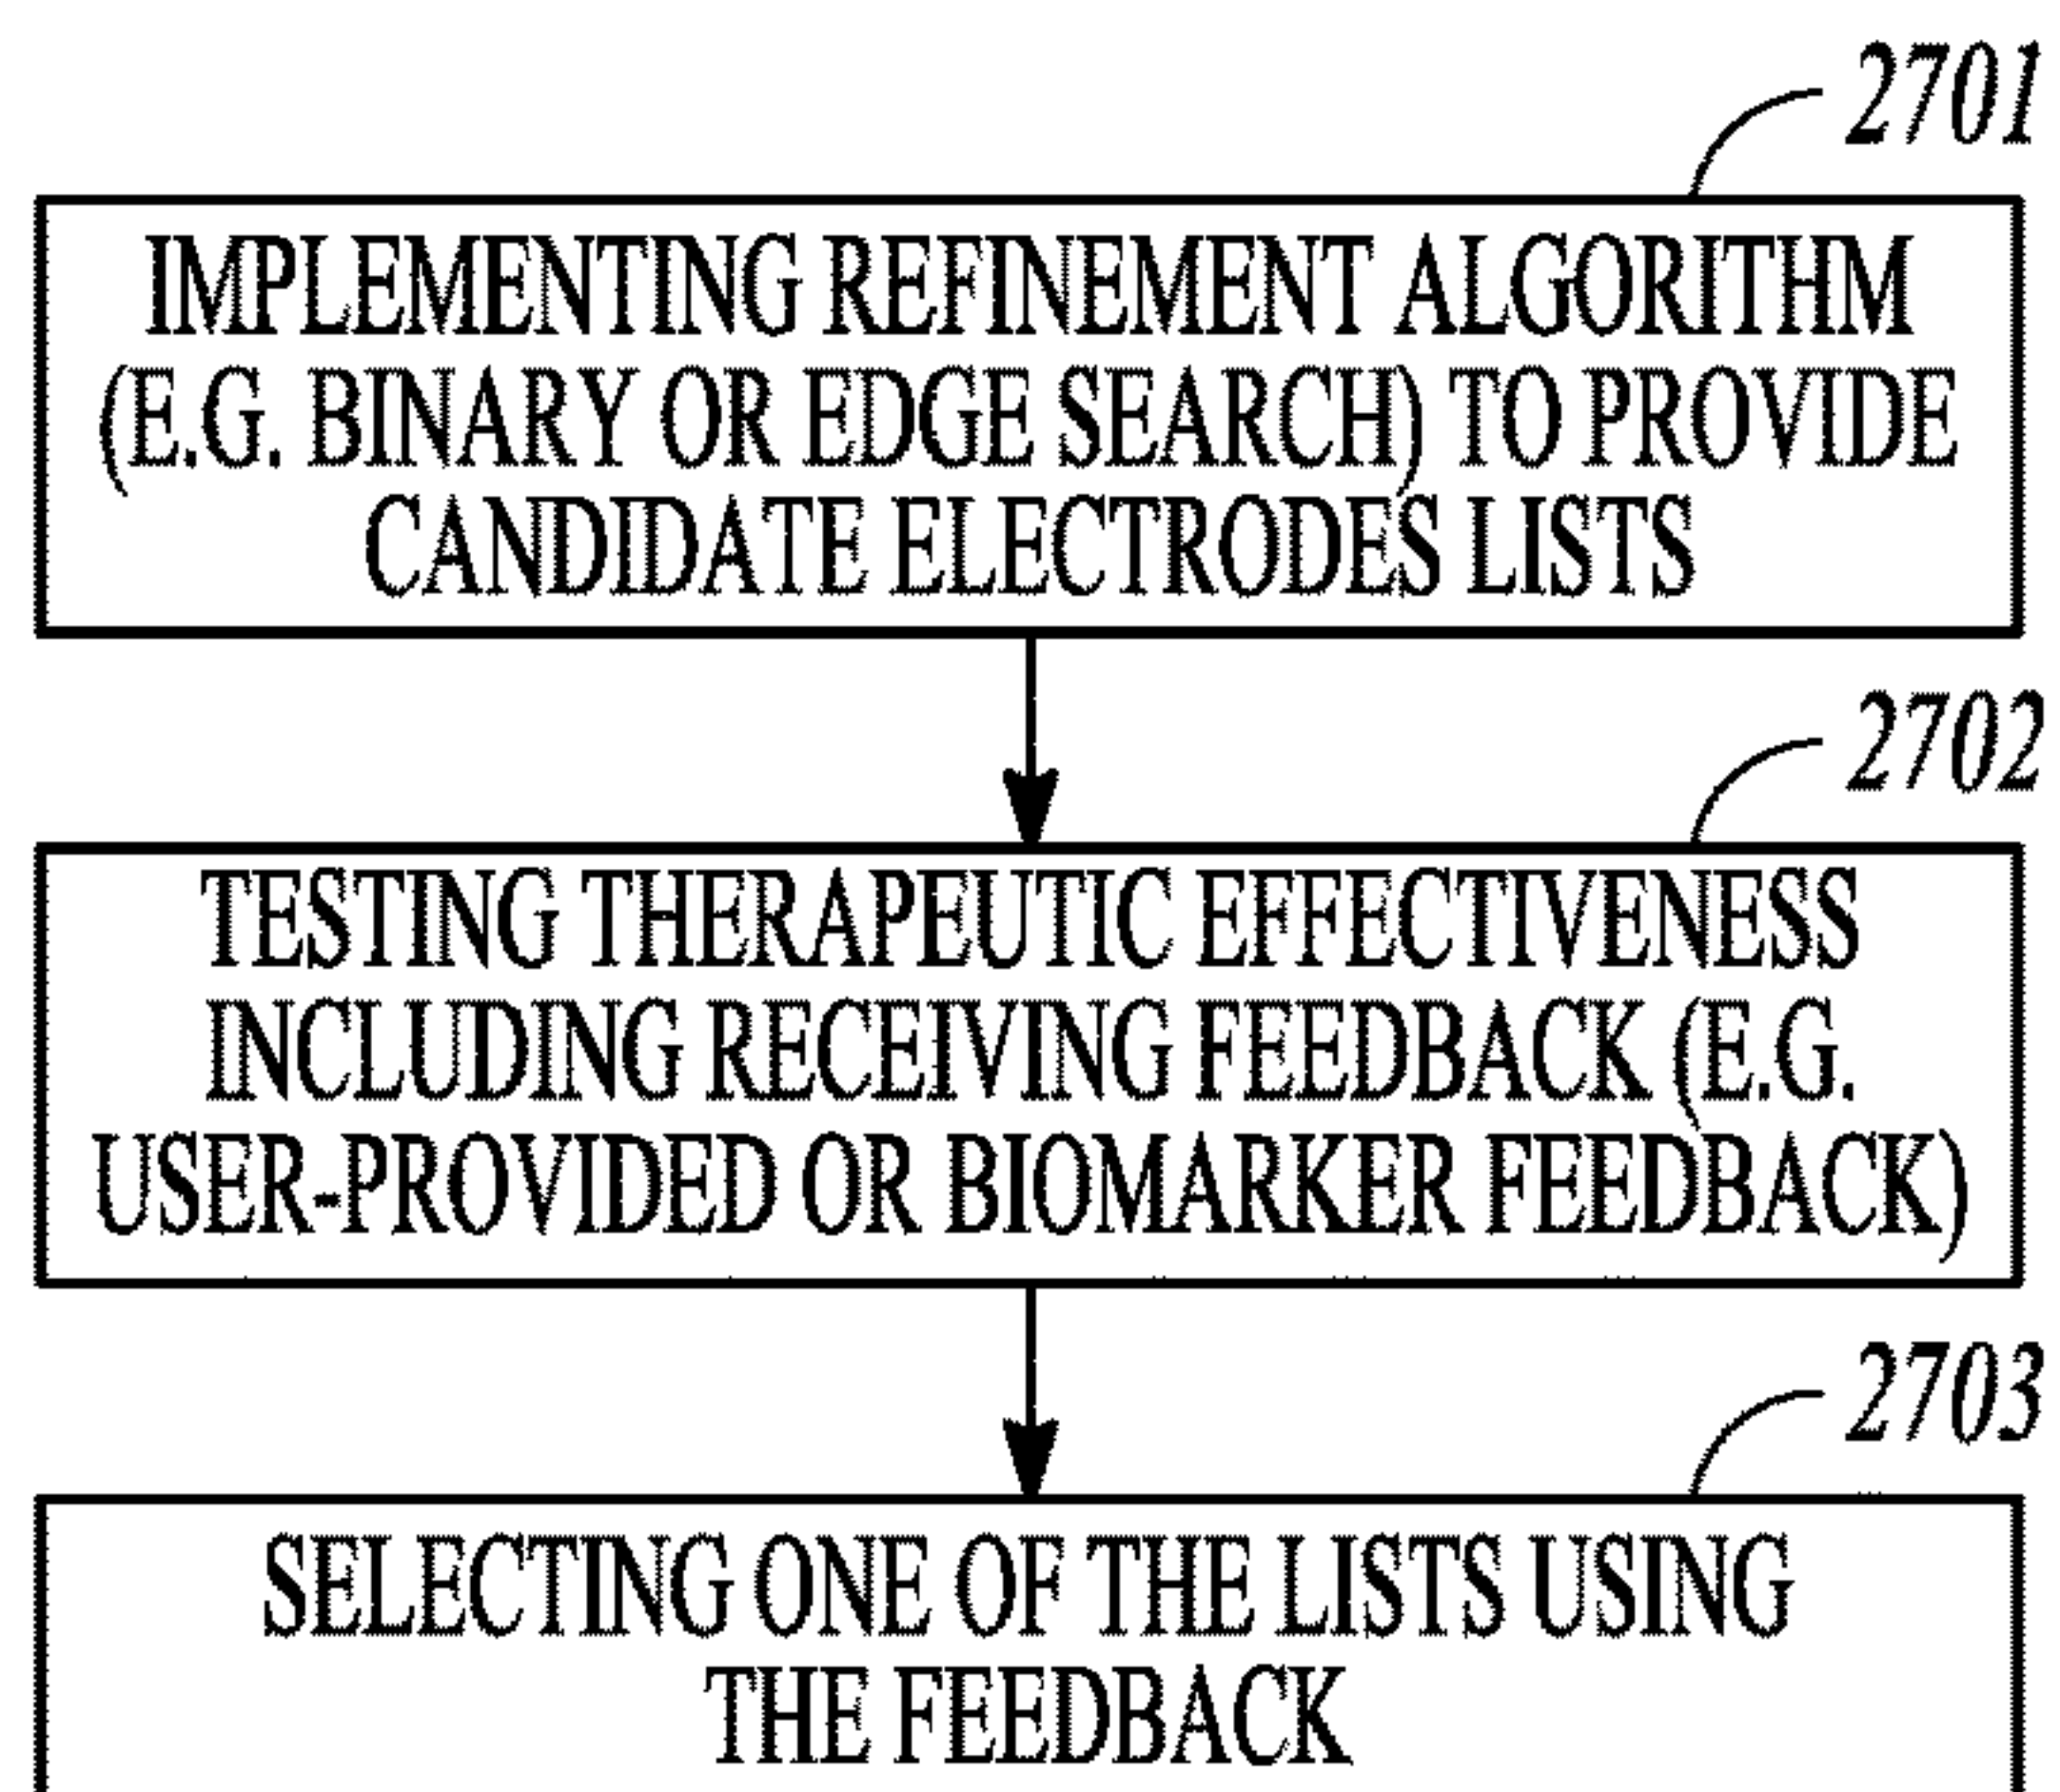 2701
IMPLEMENTING REFINEMENT ALGORITHM
(E.G. BINARY OR EDGE SEARCH) TO PROVIDE
CANDIDATE ELECTRODES LISTS
2702
TESTING THERAPEUTIC EFFECTIVENESS
INCLUDING RECEIVING FEEDBACK (E.G.
USER-PROVIDED OR BIOMARKER FEEDBACK)
2703
SELECTING ONE OF THE LISTS USING
THE FEEDBACK